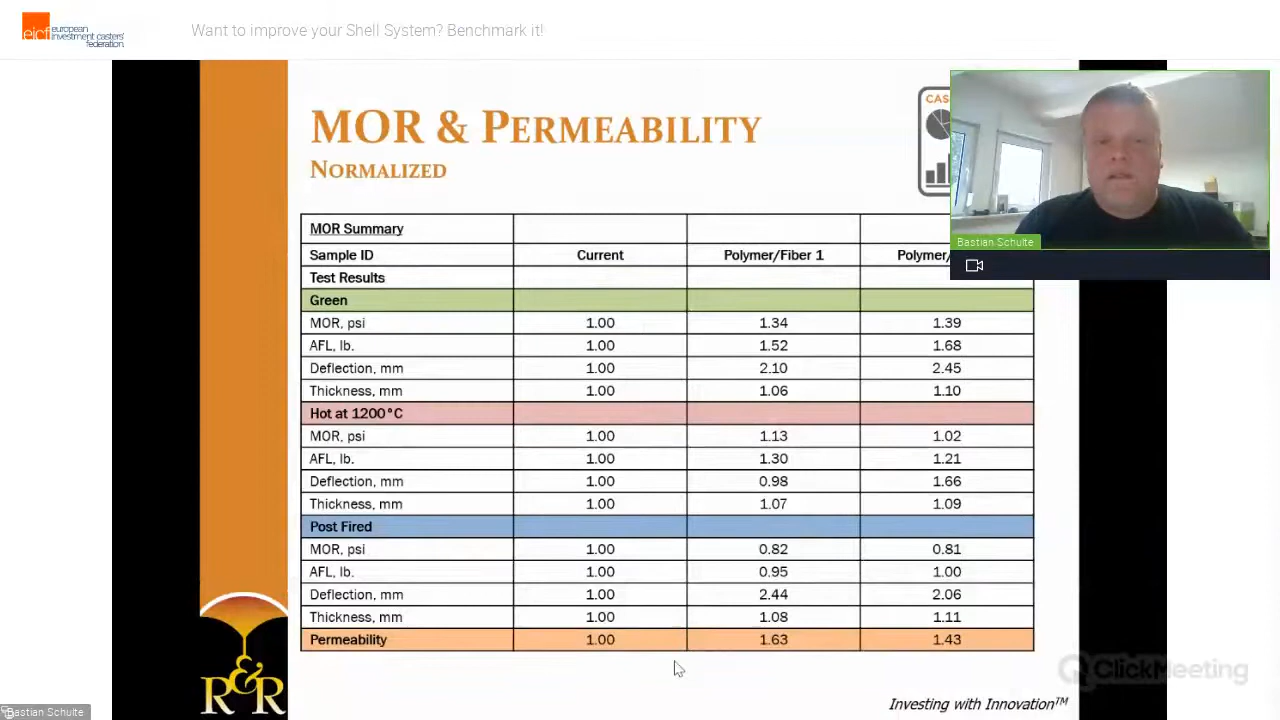 eicf european investment casters' federation.
Want to improve your Shell System? Benchmark it!
MOR & PERMEABILITY
NORMALIZED
CAS
Bastian Schulte
MOR Summary
Sample ID Current Polymer/Fiber 1 Polymer/
Test Results
Green
MOR, psi 1.00 1.34 1.39
AFL, lb. 1.00 1.52 1.68
Deflection, mm 1.00 2.10 2.45
Thickness, mm 1.00 1.06 1.10
Hot at 1200°C
MOR, psi 1.00 1.13 1.02
AFL, lb. 1.00 1.30 1.21
Deflection, mm 1.00 0.98 1.66
Thickness, mm 1.00 1.07 1.09
Post Fired
MOR, psi 1.00 0.82 0.81
AFL, lb. 1.00 0.95 1.00
Deflection, mm 1.00 2.44 2.06
Thickness, mm 1.00 1.08 1.11
Permeability 1.00 1.63 1.43
ClickMeeting
R&R
Investing with Innovation™
Bastian Schulte